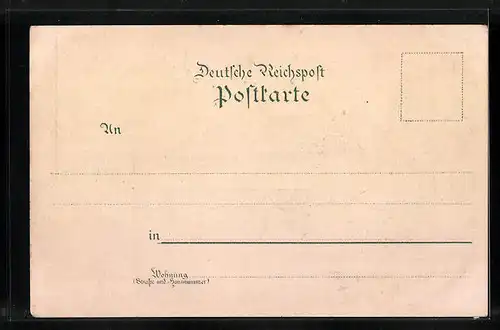 Deutsche Reichspost
Postkarte
An
in
Wohnung
(Straße und Hausnummer)